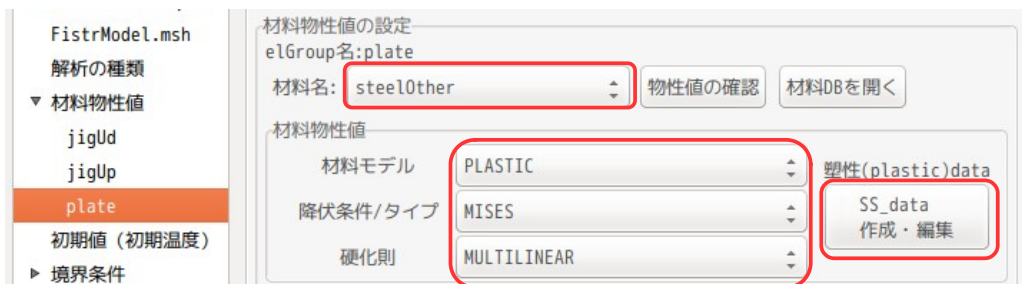 FistrModel.msh
解析の種類
▼ 材料物性値
jigUd
jigUp
plate
初期値 (初期温度)
▶ 境界条件
材料物性値の設定
elGroup名:plate
材料名: steelOther 物性値の確認 材料DBを開く
材料物性値
材料モデル PLASTIC 塑性(plastic)data
降伏条件/タイプ MISES SS_data
作成・編集
硬化則 MULTILINEAR